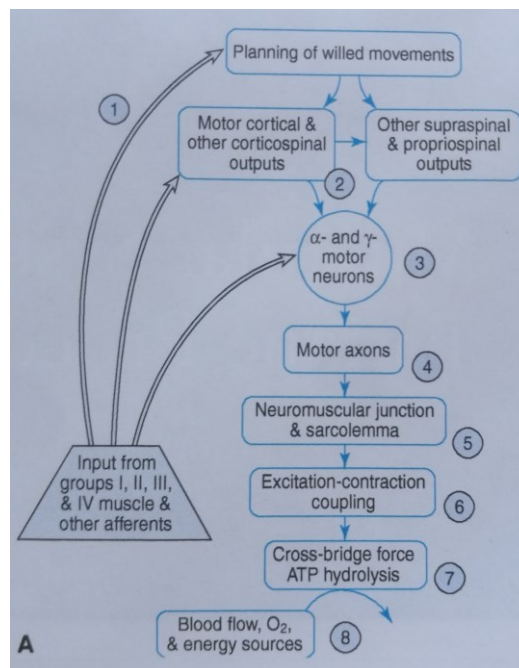 Planning of willed movements
1
Motor cortical &
other corticospinal
outputs
Other supraspinal
& propriospinal
outputs
2
α- and γ-
motor
neurons
3
Motor axons
4
Neuromuscular junction
& sarcolemma
5
Input from
groups I, II, III,
& IV muscle &
other afferents
Excitation-contraction
coupling
6
Cross-bridge force
ATP hydrolysis
7
Blood flow, O₂,
& energy sources
8
A